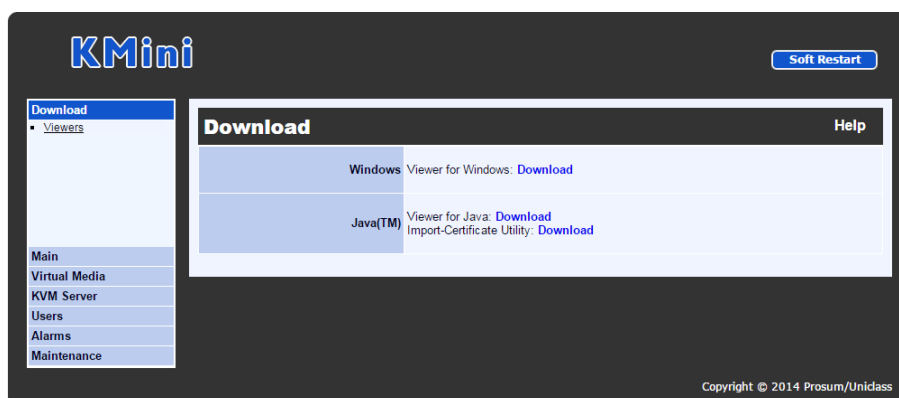 KMini
Soft Restart
Download
Viewers
Main
Virtual Media
KVM Server
Users
Alarms
Maintenance
Download
Help
Windows Viewer for Windows: Download
Java(TM) Viewer for Java: Download
Import-Certificate Utility: Download
Copyright © 2014 Prosum/Uniclass